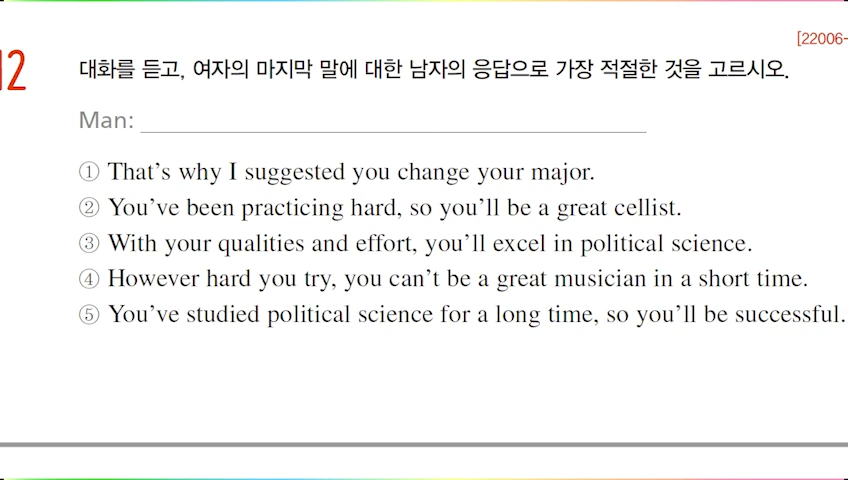 [22006-
12
대화를 듣고, 여자의 마지막 말에 대한 남자의 응답으로 가장 적절한 것을 고르시오.
Man:
① That's why I suggested you change your major.
② You've been practicing hard, so you'll be a great cellist.
③ With your qualities and effort, you'll excel in political science.
④ However hard you try, you can't be a great musician in a short time.
⑤ You've studied political science for a long time, so you'll be successful.